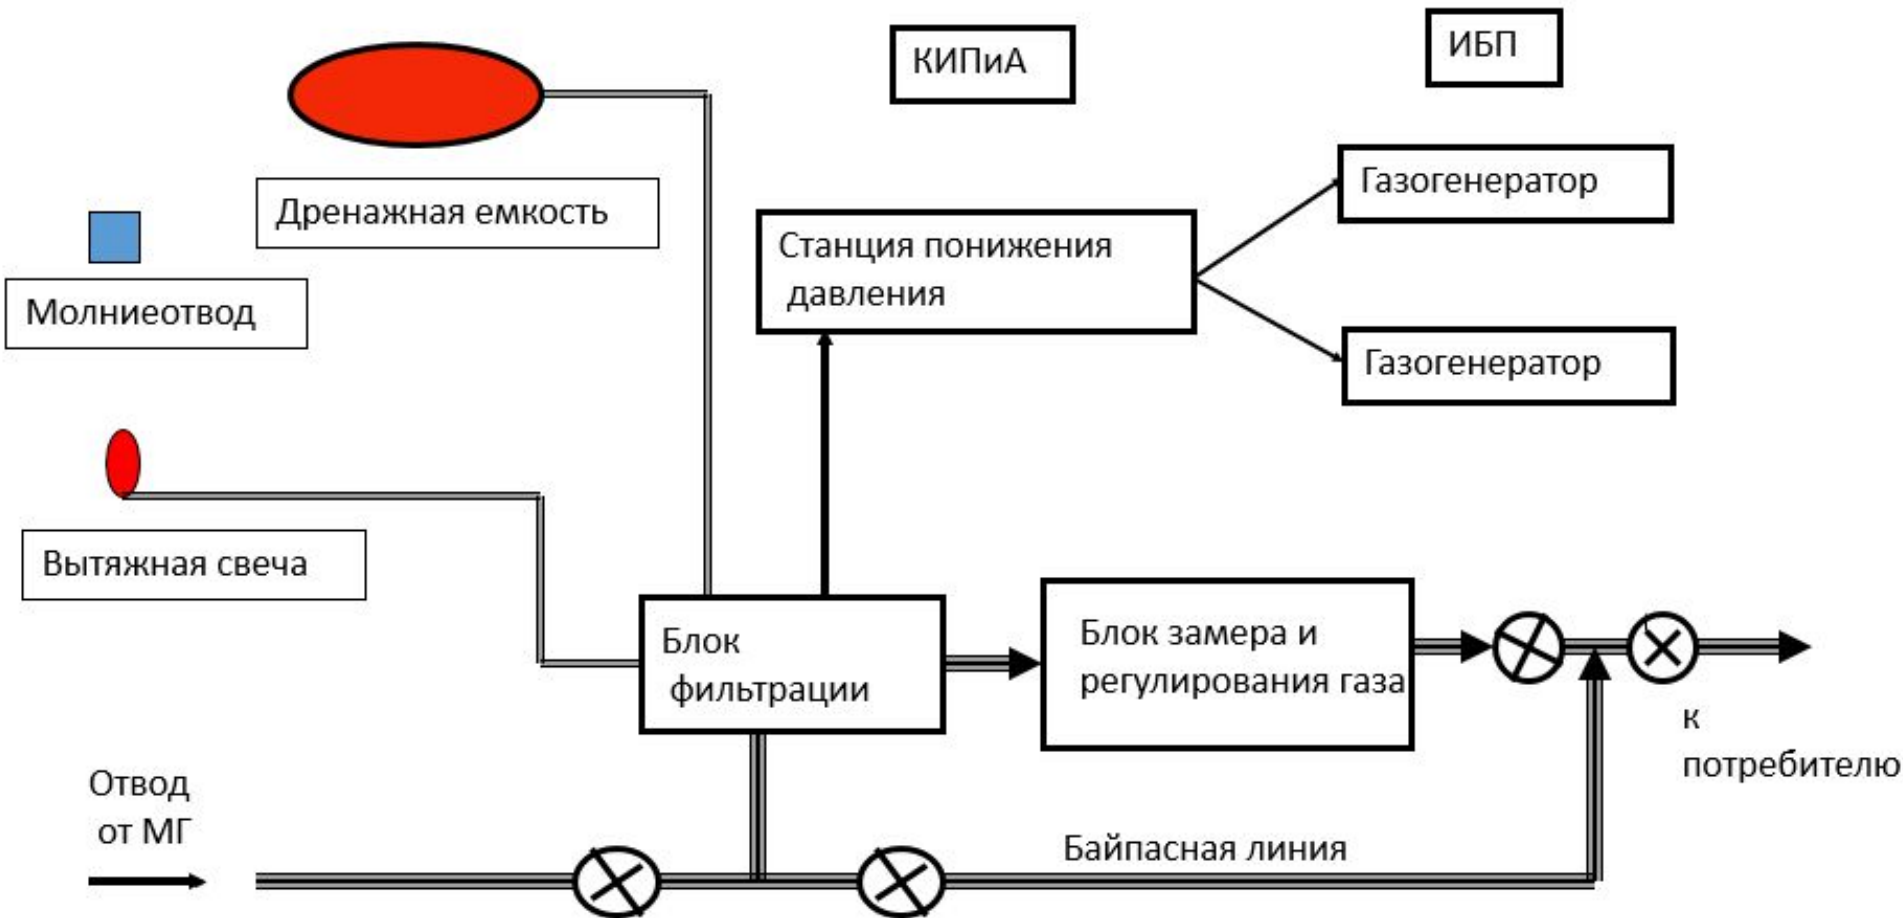 КИПиА
ИБП
Газогенератор
Дренажная емкость
Станция понижения
давления
Молниеотвод
Газогенератор
Вытяжная свеча
Блок
фильтрации
Блок замера и
регулирования газа
к
потребителю
Отвод
от МГ
Байпасная линия